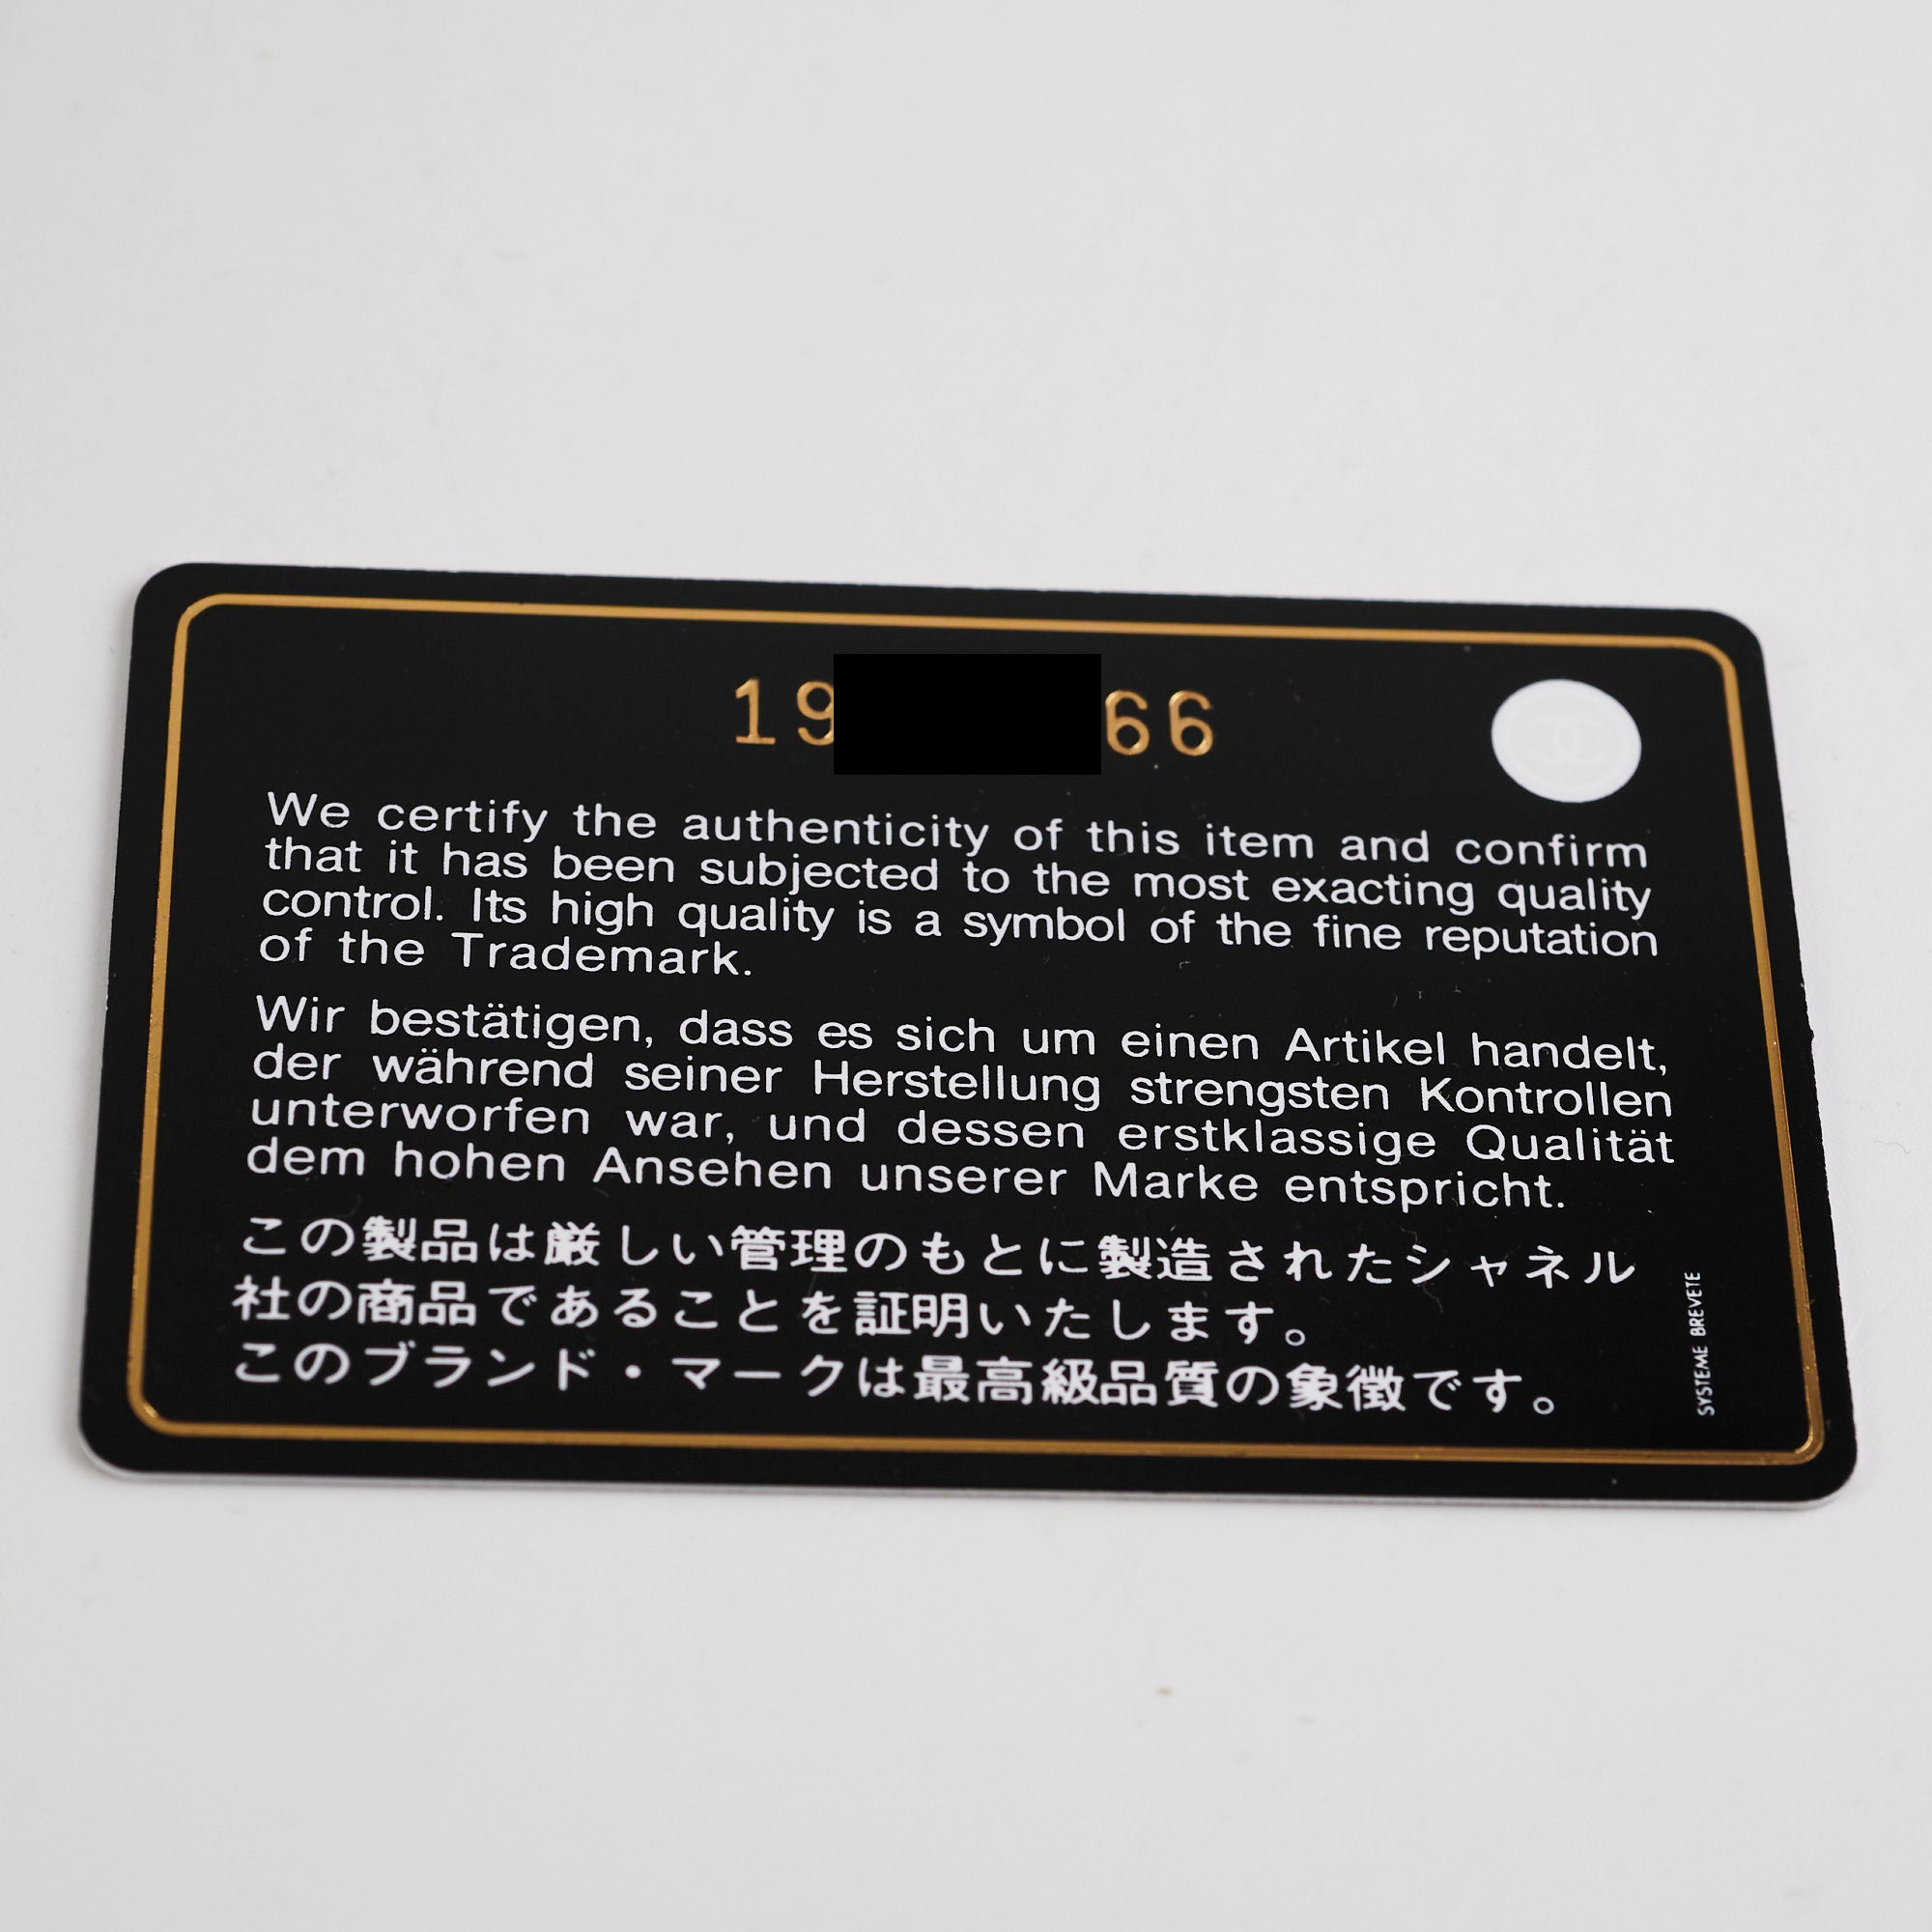 19 66
We certify the authenticity of this item and confirm
that it has been subjected to the most exacting quality
control. Its high quality is a symbol of the fine reputation
of the Trademark.
Wir bestätigen, dass es sich um einen Artikel handelt,
der während seiner Herstellung strengsten Kontrollen
unterworfen war, und dessen erstklassige Qualität
dem hohen Ansehen unserer Marke entspricht.
この製品は厳しい管理のもとに製造されたシャネル
社の商品であることを証明いたします。
このブランド・マークは最高級品質の象徴です。
SYSTEME BREVETE